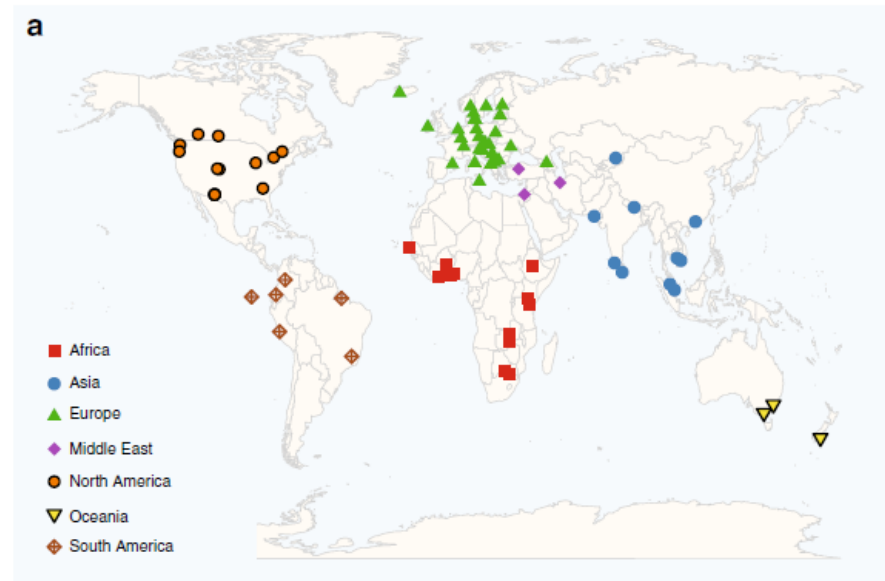 a
Africa
Asia
Europe
Middle East
North America
Oceania
South America